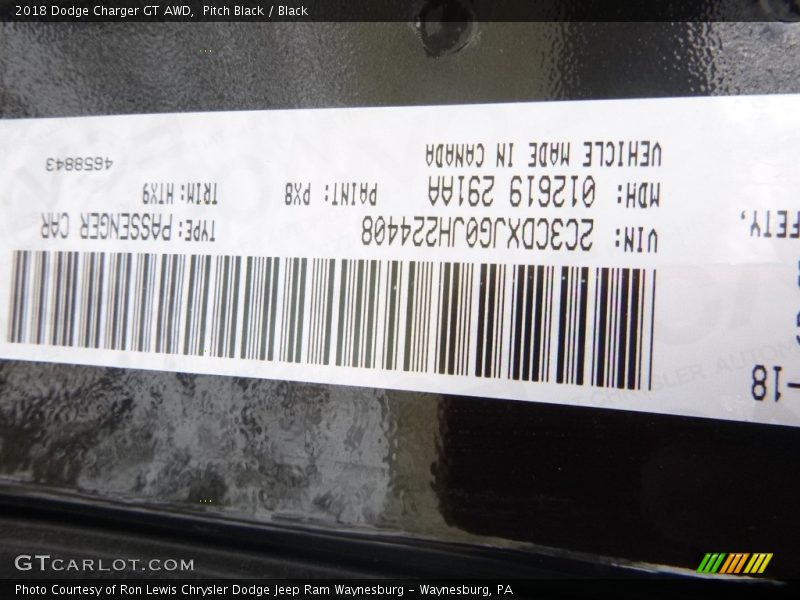 2018 Dodge Charger GT AWD,  Pitch Black / Black
4658843
VEHICLE MADE IN CANADA
MDH: 012619 291AA
PAINT: PX8
TRIM: HTX9
VIN: 2C3CDXJG0JH224408
TYPE: PASSENGER CAR
FETY,
-18
GTCARLOT.COM
Photo Courtesy of Ron Lewis Chrysler Dodge Jeep Ram Waynesburg - Waynesburg, PA